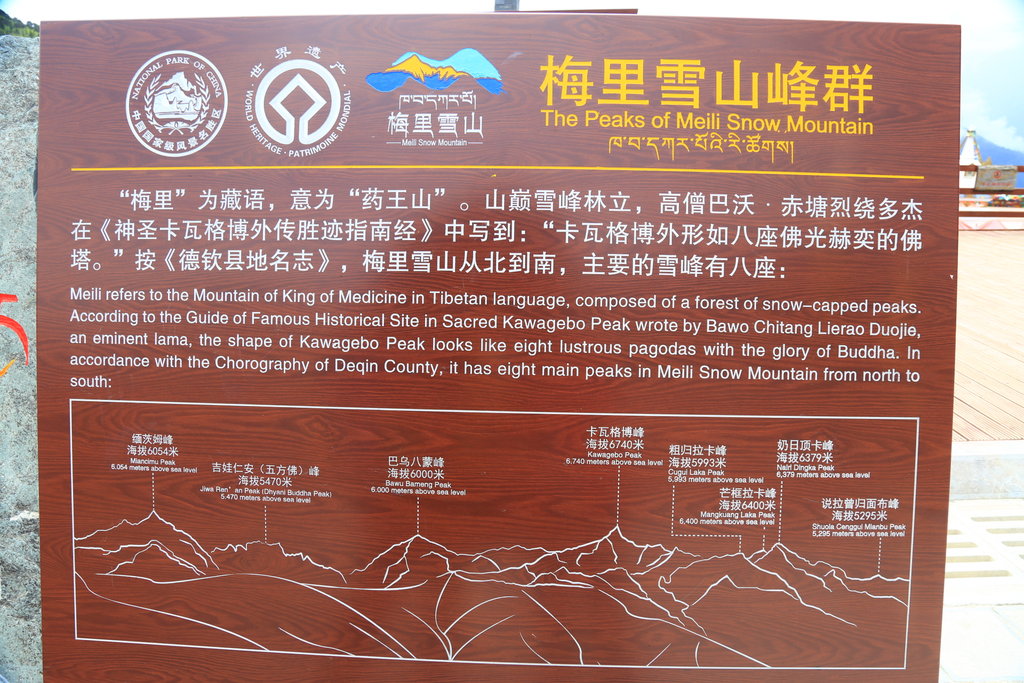 NATIONAL PARK OF CHINA
中国国家级风景名胜区
世界遗产
WORLD HERITAGE · PATRIMOINE MONDIAL
ཁ་བ་དཀར་པོ།
梅里雪山
Meili Snow Mountain
梅里雪山峰群
The Peaks of Meili Snow Mountain
ཁ་བ་དཀར་པོའི་རི་ཚོགས།
“梅里”为藏语，意为“药王山”。山巅雪峰林立，高僧巴沃·赤塘烈绕多杰
在《神圣卡瓦格博外传胜迹指南经》中写到：“卡瓦格博外形如八座佛光赫奕的佛
塔。”按《德钦县地名志》，梅里雪山从北到南，主要的雪峰有八座：
Meili refers to the Mountain of King of Medicine in Tibetan language, composed of a forest of snow–capped peaks.
According to the Guide of Famous Historical Site in Sacred Kawagebo Peak wrote by Bawo Chitang Lierao Duojie,
an eminent lama, the shape of Kawagebo Peak looks like eight lustrous pagodas with the glory of Buddha. In
accordance with the Chorography of Deqin County, it has eight main peaks in Meili Snow Mountain from north to
south:
缅茨姆峰
海拔6054米
Miancimu Peak
6.054 meters above sea level
吉娃仁安（五方佛）峰
海拔5470米
Jiwa Ren’an Peak (Dhyani Buddha Peak)
5.470 meters above sea level
巴乌八蒙峰
海拔6000米
Bawu Bameng Peak
6.000 meters above sea level
卡瓦格博峰
海拔6740米
Kawagebo Peak
6,740 meters above sea level
粗归拉卡峰
海拔5993米
Cugui Laka Peak
5,993 meters above sea level
奶日顶卡峰
海拔6379米
Nairi Dingka Peak
6,379 meters above sea level
芒框拉卡峰
海拔6400米
Mangkuang Laka Peak
6,400 meters above sea level
说拉曾归面布峰
海拔5295米
Shuola Cenggui Mianbu Peak
5,295 meters above sea level